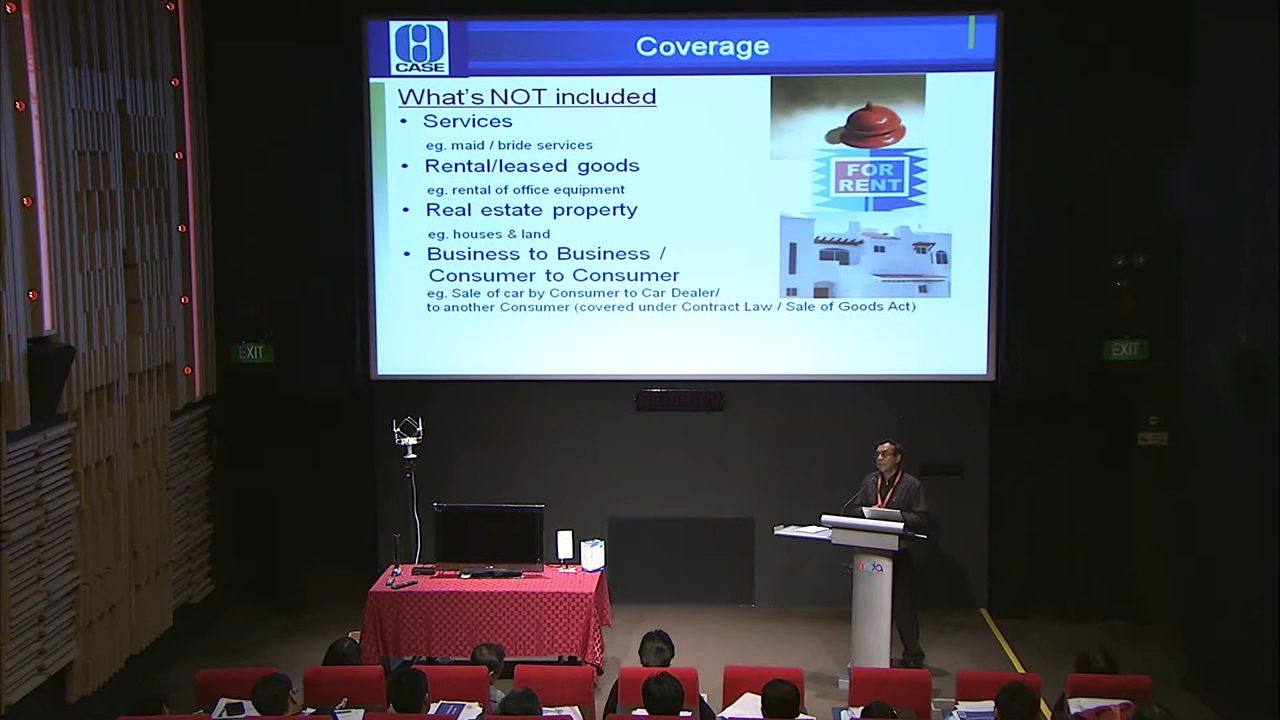 CASE
Coverage
What's NOT included
• Services
eg. maid / bride services
• Rental/leased goods
eg. rental of office equipment
• Real estate property
eg. houses & land
• Business to Business /
Consumer to Consumer
eg. Sale of car by Consumer to Car Dealer/
to another Consumer (covered under Contract Law / Sale of Goods Act)
FOR
RENT
EXIT
EXIT